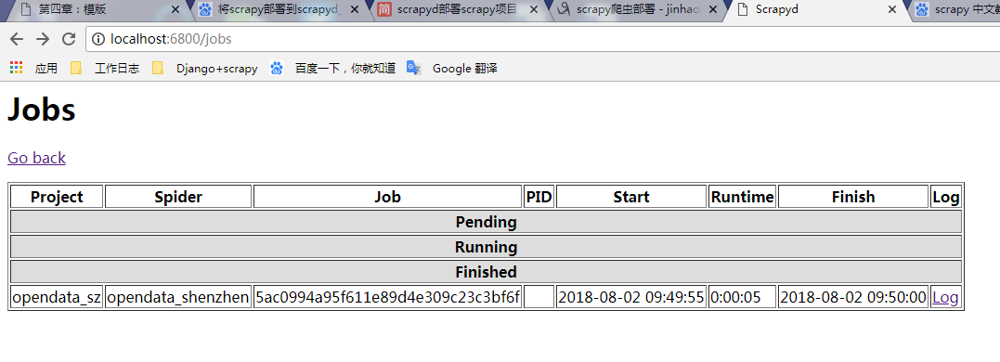 第四章：模版 将scrapy部署到scrapyd_ 简 scrapyd部署scrapy项目 scrapy爬虫部署 - jinhao Scrapyd scrapy 中文
localhost:6800/jobs
应用 工作日志 Django+scrapy 百度一下，你就知道 Google 翻译
Jobs
Go back
Project Spider Job PID Start Runtime Finish Log
Pending
Running
Finished
opendata_sz opendata_shenzhen 5ac0994a95f611e89d4e309c23c3bf6f 2018-08-02 09:49:55 0:00:05 2018-08-02 09:50:00 Log